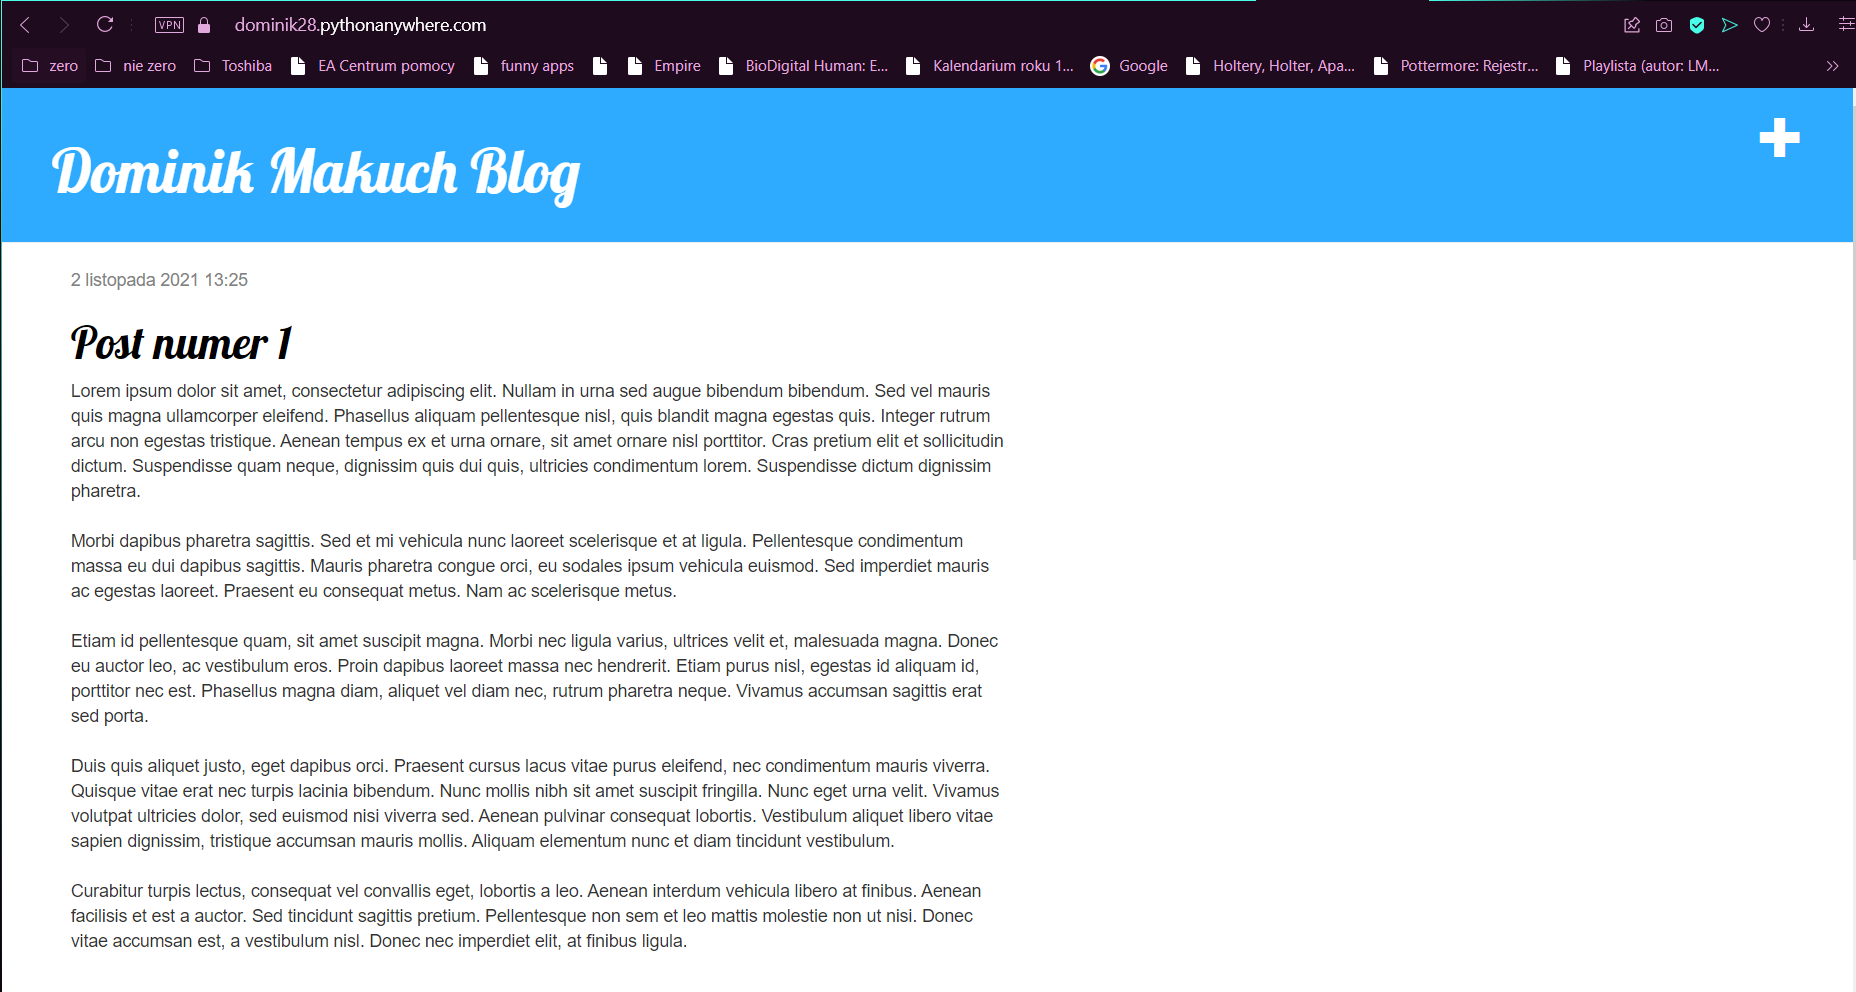 VPN dominik28.pythonanywhere.com
zero nie zero Toshiba EA Centrum pomocy funny apps Empire BioDigital Human: E... Kalendarium roku 1... Google Holtery, Holter, Apa... Pottermore: Rejestr... Playlista (autor: LM...
Dominik Makuch Blog
2 listopada 2021 13:25
Post numer 1
Lorem ipsum dolor sit amet, consectetur adipiscing elit. Nullam in urna sed augue bibendum bibendum. Sed vel mauris
quis magna ullamcorper eleifend. Phasellus aliquam pellentesque nisl, quis blandit magna egestas quis. Integer rutrum
arcu non egestas tristique. Aenean tempus ex et urna ornare, sit amet ornare nisl porttitor. Cras pretium elit et sollicitudin
dictum. Suspendisse quam neque, dignissim quis dui quis, ultricies condimentum lorem. Suspendisse dictum dignissim
pharetra.
Morbi dapibus pharetra sagittis. Sed et mi vehicula nunc laoreet scelerisque et at ligula. Pellentesque condimentum
massa eu dui dapibus sagittis. Mauris pharetra congue orci, eu sodales ipsum vehicula euismod. Sed imperdiet mauris
ac egestas laoreet. Praesent eu consequat metus. Nam ac scelerisque metus.
Etiam id pellentesque quam, sit amet suscipit magna. Morbi nec ligula varius, ultrices velit et, malesuada magna. Donec
eu auctor leo, ac vestibulum eros. Proin dapibus laoreet massa nec hendrerit. Etiam purus nisl, egestas id aliquam id,
porttitor nec est. Phasellus magna diam, aliquet vel diam nec, rutrum pharetra neque. Vivamus accumsan sagittis erat
sed porta.
Duis quis aliquet justo, eget dapibus orci. Praesent cursus lacus vitae purus eleifend, nec condimentum mauris viverra.
Quisque vitae erat nec turpis lacinia bibendum. Nunc mollis nibh sit amet suscipit fringilla. Nunc eget urna velit. Vivamus
volutpat ultricies dolor, sed euismod nisi viverra sed. Aenean pulvinar consequat lobortis. Vestibulum aliquet libero vitae
sapien dignissim, tristique accumsan mauris mollis. Aliquam elementum nunc et diam tincidunt vestibulum.
Curabitur turpis lectus, consequat vel convallis eget, lobortis a leo. Aenean interdum vehicula libero at finibus. Aenean
facilisis et est a auctor. Sed tincidunt sagittis pretium. Pellentesque non sem et leo mattis molestie non ut nisi. Donec
vitae accumsan est, a vestibulum nisl. Donec nec imperdiet elit, at finibus ligula.